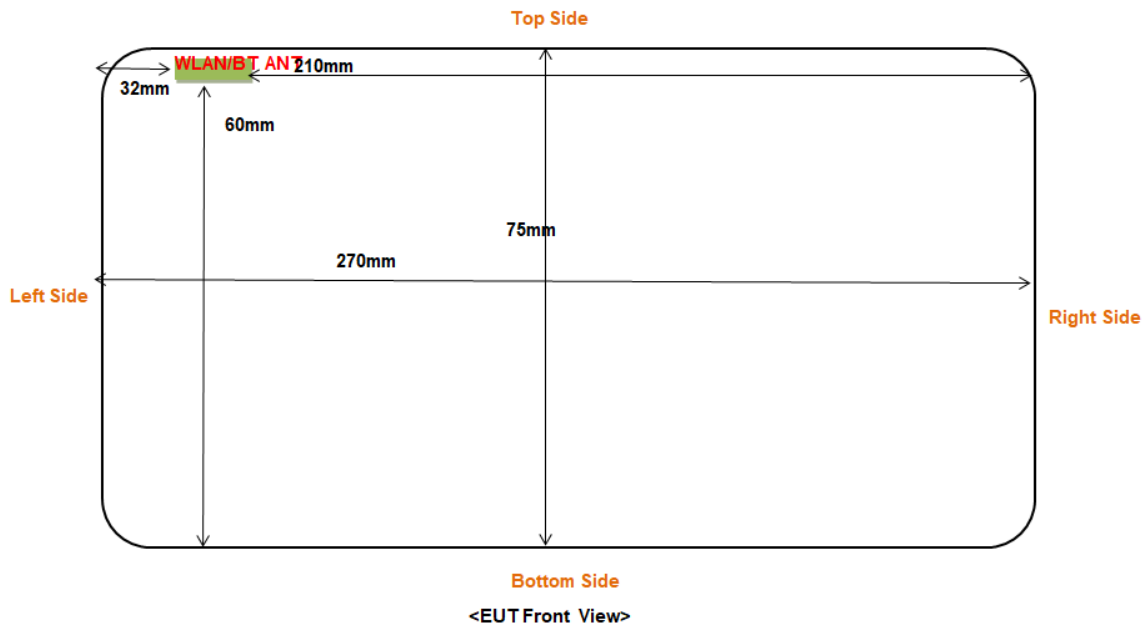 Top Side
WLAN/BT ANT
210mm
32mm
60mm
75mm
270mm
Left Side
Right Side
Bottom Side
<EUT Front View>